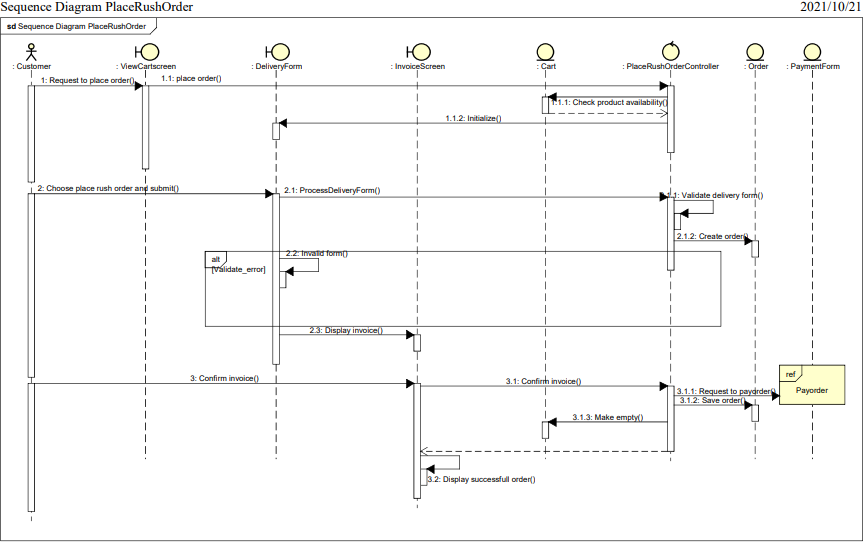 Sequence Diagram PlaceRushOrder
2021/10/21
sd Sequence Diagram PlaceRushOrder
: Customer
: ViewCartscreen
: DeliveryForm
: InvoiceScreen
: Cart
: PlaceRushOrderController
: Order
: PaymentForm
1: Request to place order()
1.1: place order()
1.1.1: Check product availability()
1.1.2: Initialize()
2: Choose place rush order and submit()
2.1: ProcessDeliveryForm()
2.1.1: Validate delivery form()
2.1.2: Create order()
alt
[Validate_error]
2.2: Invalid form()
2.3: Display invoice()
3: Confirm invoice()
3.1: Confirm invoice()
ref
Payorder
3.1.1: Request to payorder()
3.1.2: Save order()
3.1.3: Make empty()
3.2: Display successfull order()